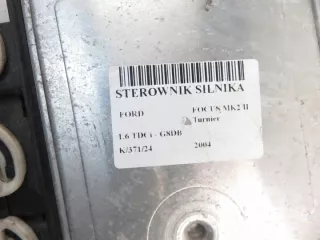 STEROWNIK SILNIKA
FORD FOCUS MK2 II
Turnier
1.6 TDCi - G8DB
K/371/24 2004